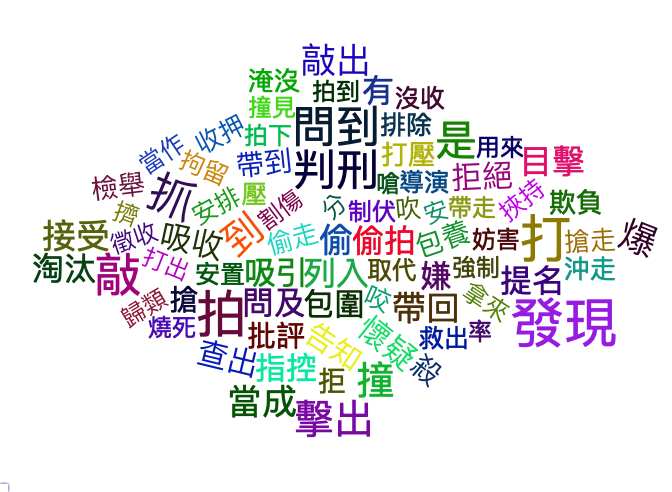 敲出
淹沒
拍到
有
沒收
撞見
問到
排除
收押
拍下
是
用來
當作
打壓
目擊
帶到
判刑
拘留
嗆
導演
拒絕
檢舉
抓
安排
壓
割傷
挾持
欺負
擠
制伏
吹
安
帶走
接受
徵收
吸收
到
偷走
偷
偷拍
包養
妨害
打
搶走
爆
淘汰
敲
打出
安置
吸引
列入
取代
嫌
強制
提名
沖走
歸類
搶
拍
問及
包圍
咬
帶回
拿來
發現
燒死
批評
告知
懷疑
救出
率
查出
指控
拒
撞
殺
當成
擊出